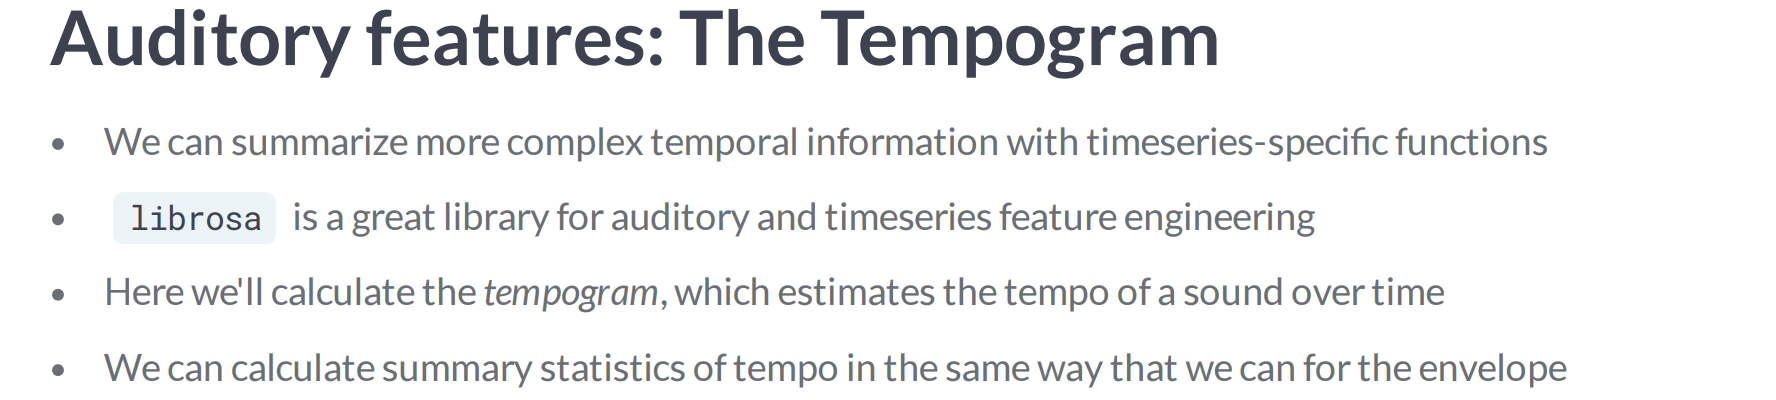 Auditory features: The Tempogram
• We can summarize more complex temporal information with timeseries-specific functions
• librosa is a great library for auditory and timeseries feature engineering
• Here we'll calculate the tempogram, which estimates the tempo of a sound over time
• We can calculate summary statistics of tempo in the same way that we can for the envelope